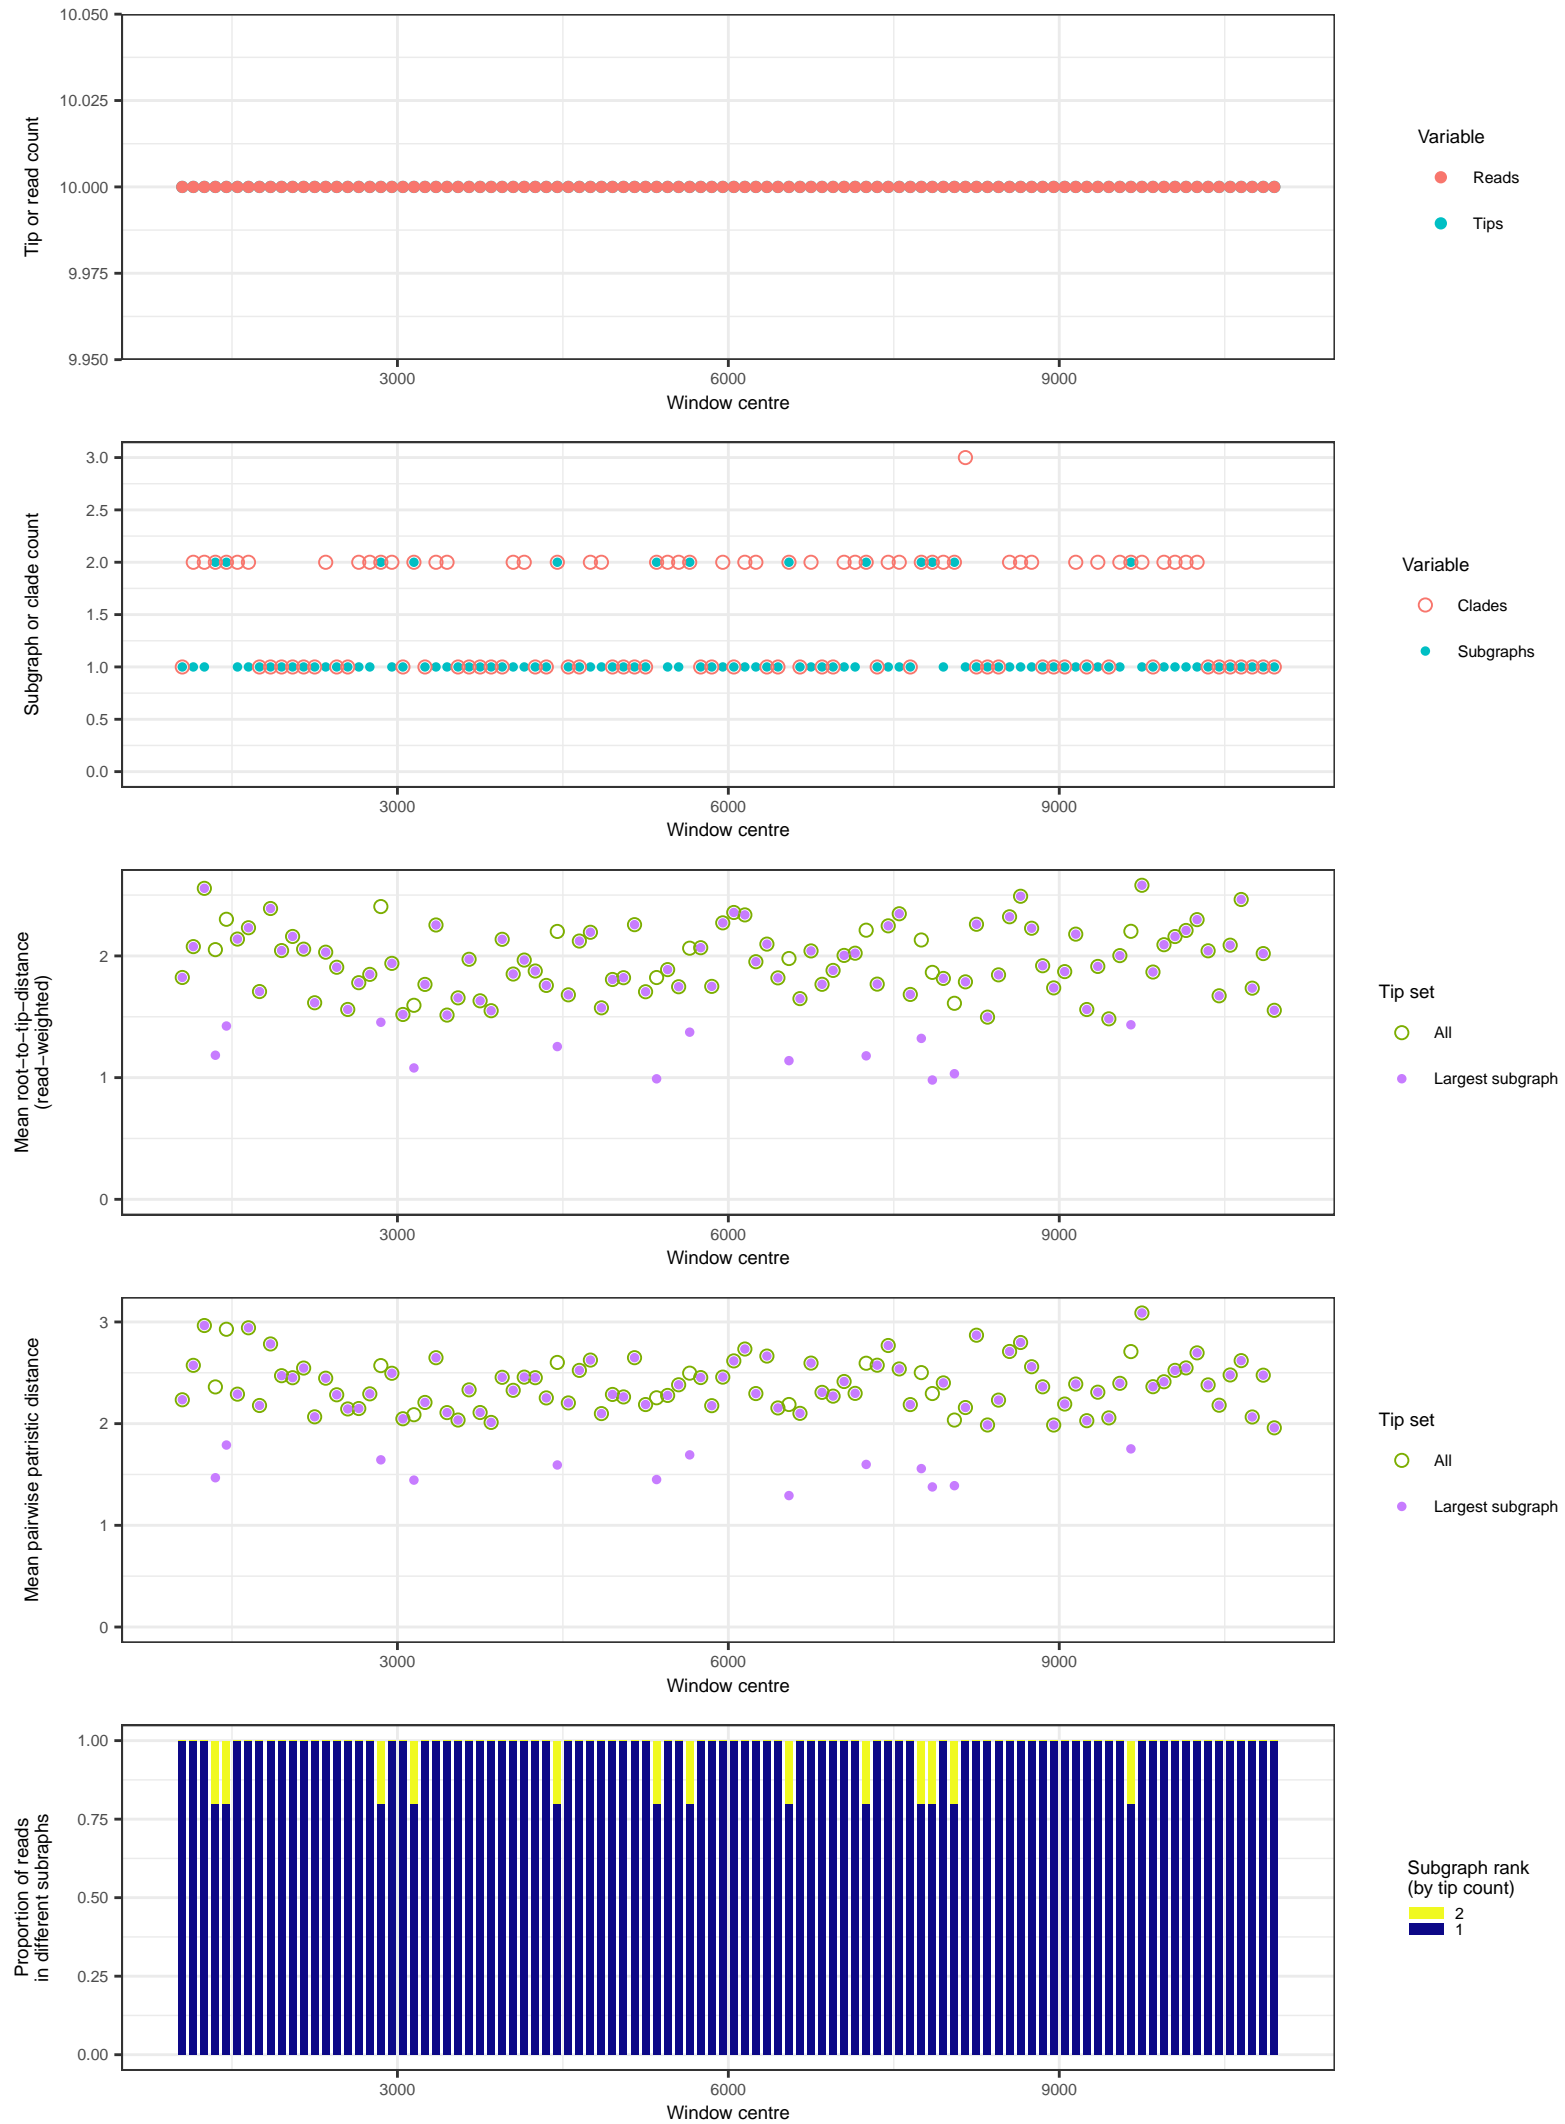 10.050
10.025
10.000
9.975
9.950
Tip or read count
3000
6000
9000
Window centre
Variable
Reads
Tips
3.0
2.5
2.0
1.5
1.0
0.5
0.0
Subgraph or clade count
3000
6000
9000
Window centre
Variable
Clades
Subgraphs
2
1
0
Mean root−to−tip−distance
(read−weighted)
3000
6000
9000
Window centre
Tip set
All
Largest subgraph
3
2
1
0
Mean pairwise patristic distance
3000
6000
9000
Window centre
Tip set
All
Largest subgraph
1.00
0.75
0.50
0.25
0.00
Proportion of reads
in different subraphs
3000
6000
9000
Window centre
Subgraph rank
(by tip count)
2
1